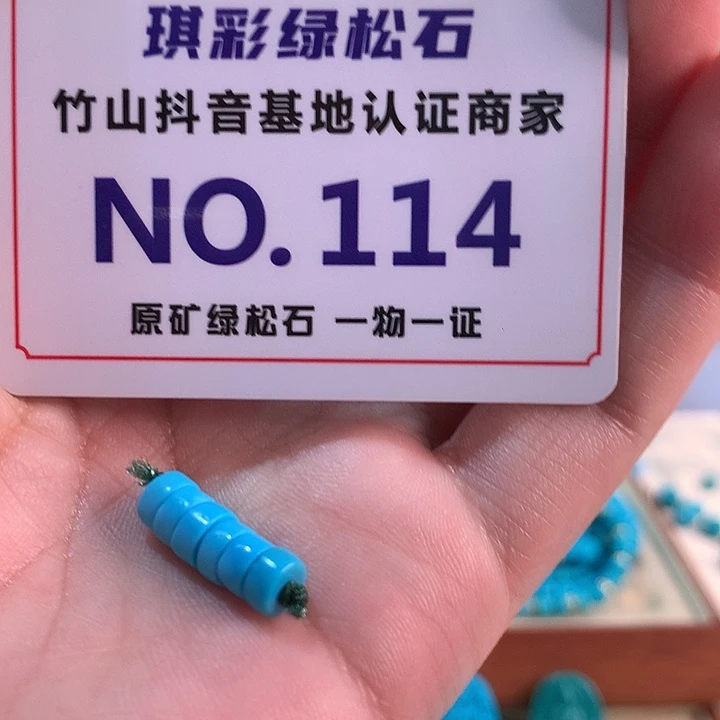 琪彩绿松石
竹山抖音基地认证商家
NO.114
原矿绿松石 一物一证